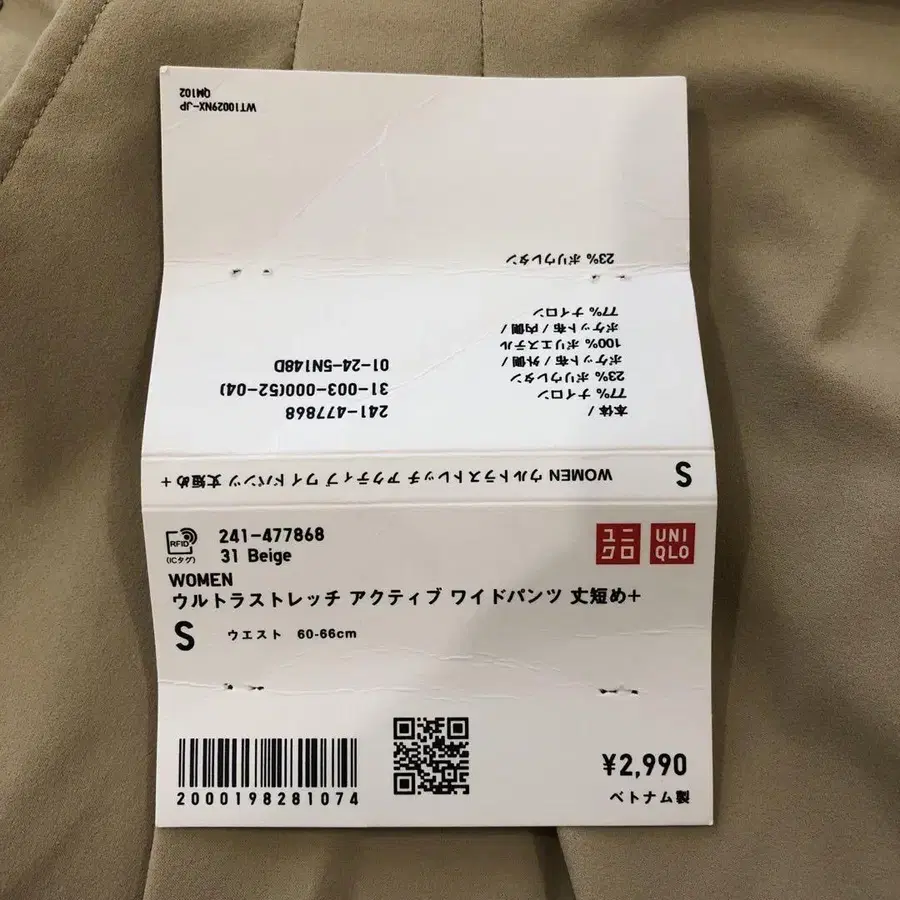 WT10029NX-JP
QM102
本体 /
77% ナイロン
23% ポリウレタン
ポケット布 / 外側 /
100% ポリエステル
ポケット布 / 内側 /
77% ナイロン
23% ポリウレタン
241-477868
31-003-000(52-04)
01-24-5N148D
S WOMEN ウルトラストレッチ アクティブ ワイドパンツ 丈短め+
RFID
(ICタグ)
241-477868
31 Beige
ユニクロ
UNIQLO
WOMEN
ウルトラストレッチ アクティブ ワイドパンツ 丈短め+
S ウエスト 60-66cm
2000198281074
¥2,990
ベトナム製